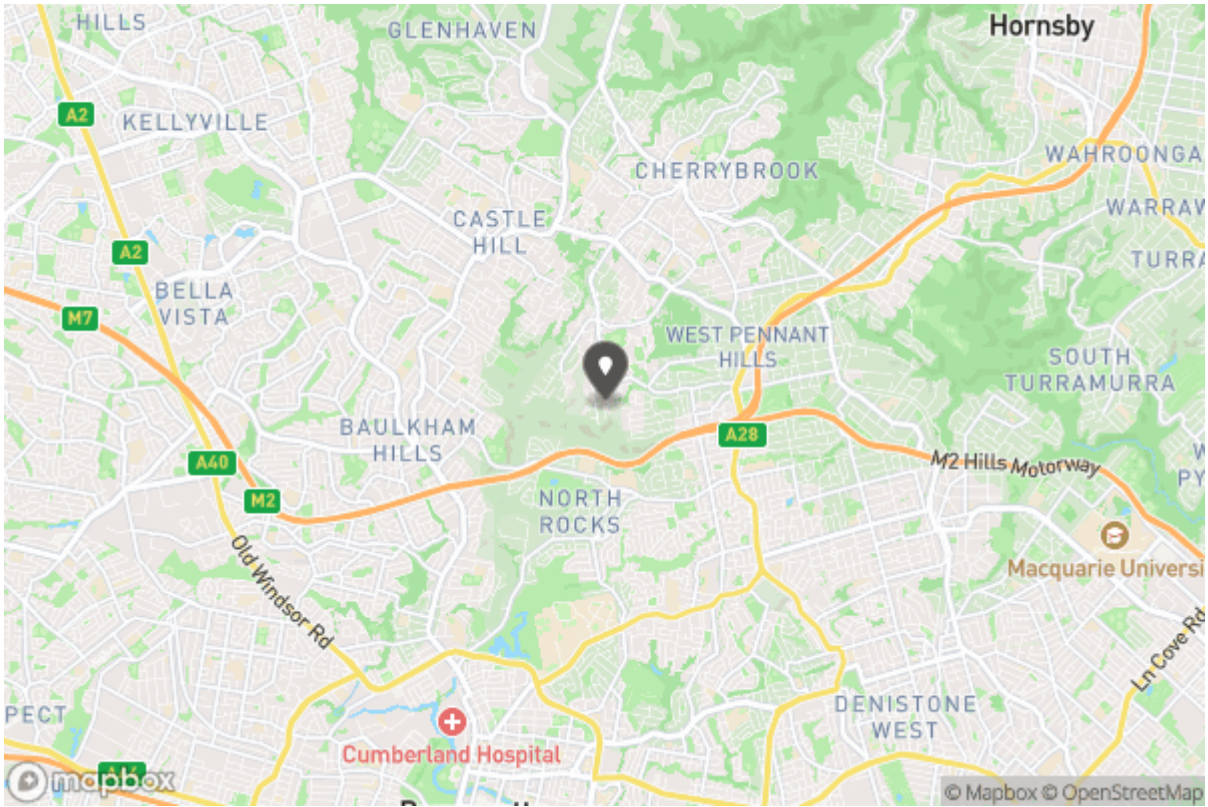 HILLS
GLENHAVEN
Hornsby
A2
KELLYVILLE
WAHROONGA
CHERRYBROOK
CASTLE
HILL
WARRAW
A2
TURRA
BELLA
VISTA
M7
WEST PENNANT
HILLS
SOUTH
TURRAMURRA
BAULKHAM
HILLS
A28
A40
M2 Hills Motorway
W
PY
M2
NORTH
ROCKS
Old Windsor Rd
Macquarie Universi
Ln Cove Rd
PECT
DENISTONE
WEST
Cumberland Hospital
mapbox
© Mapbox © OpenStreetMap